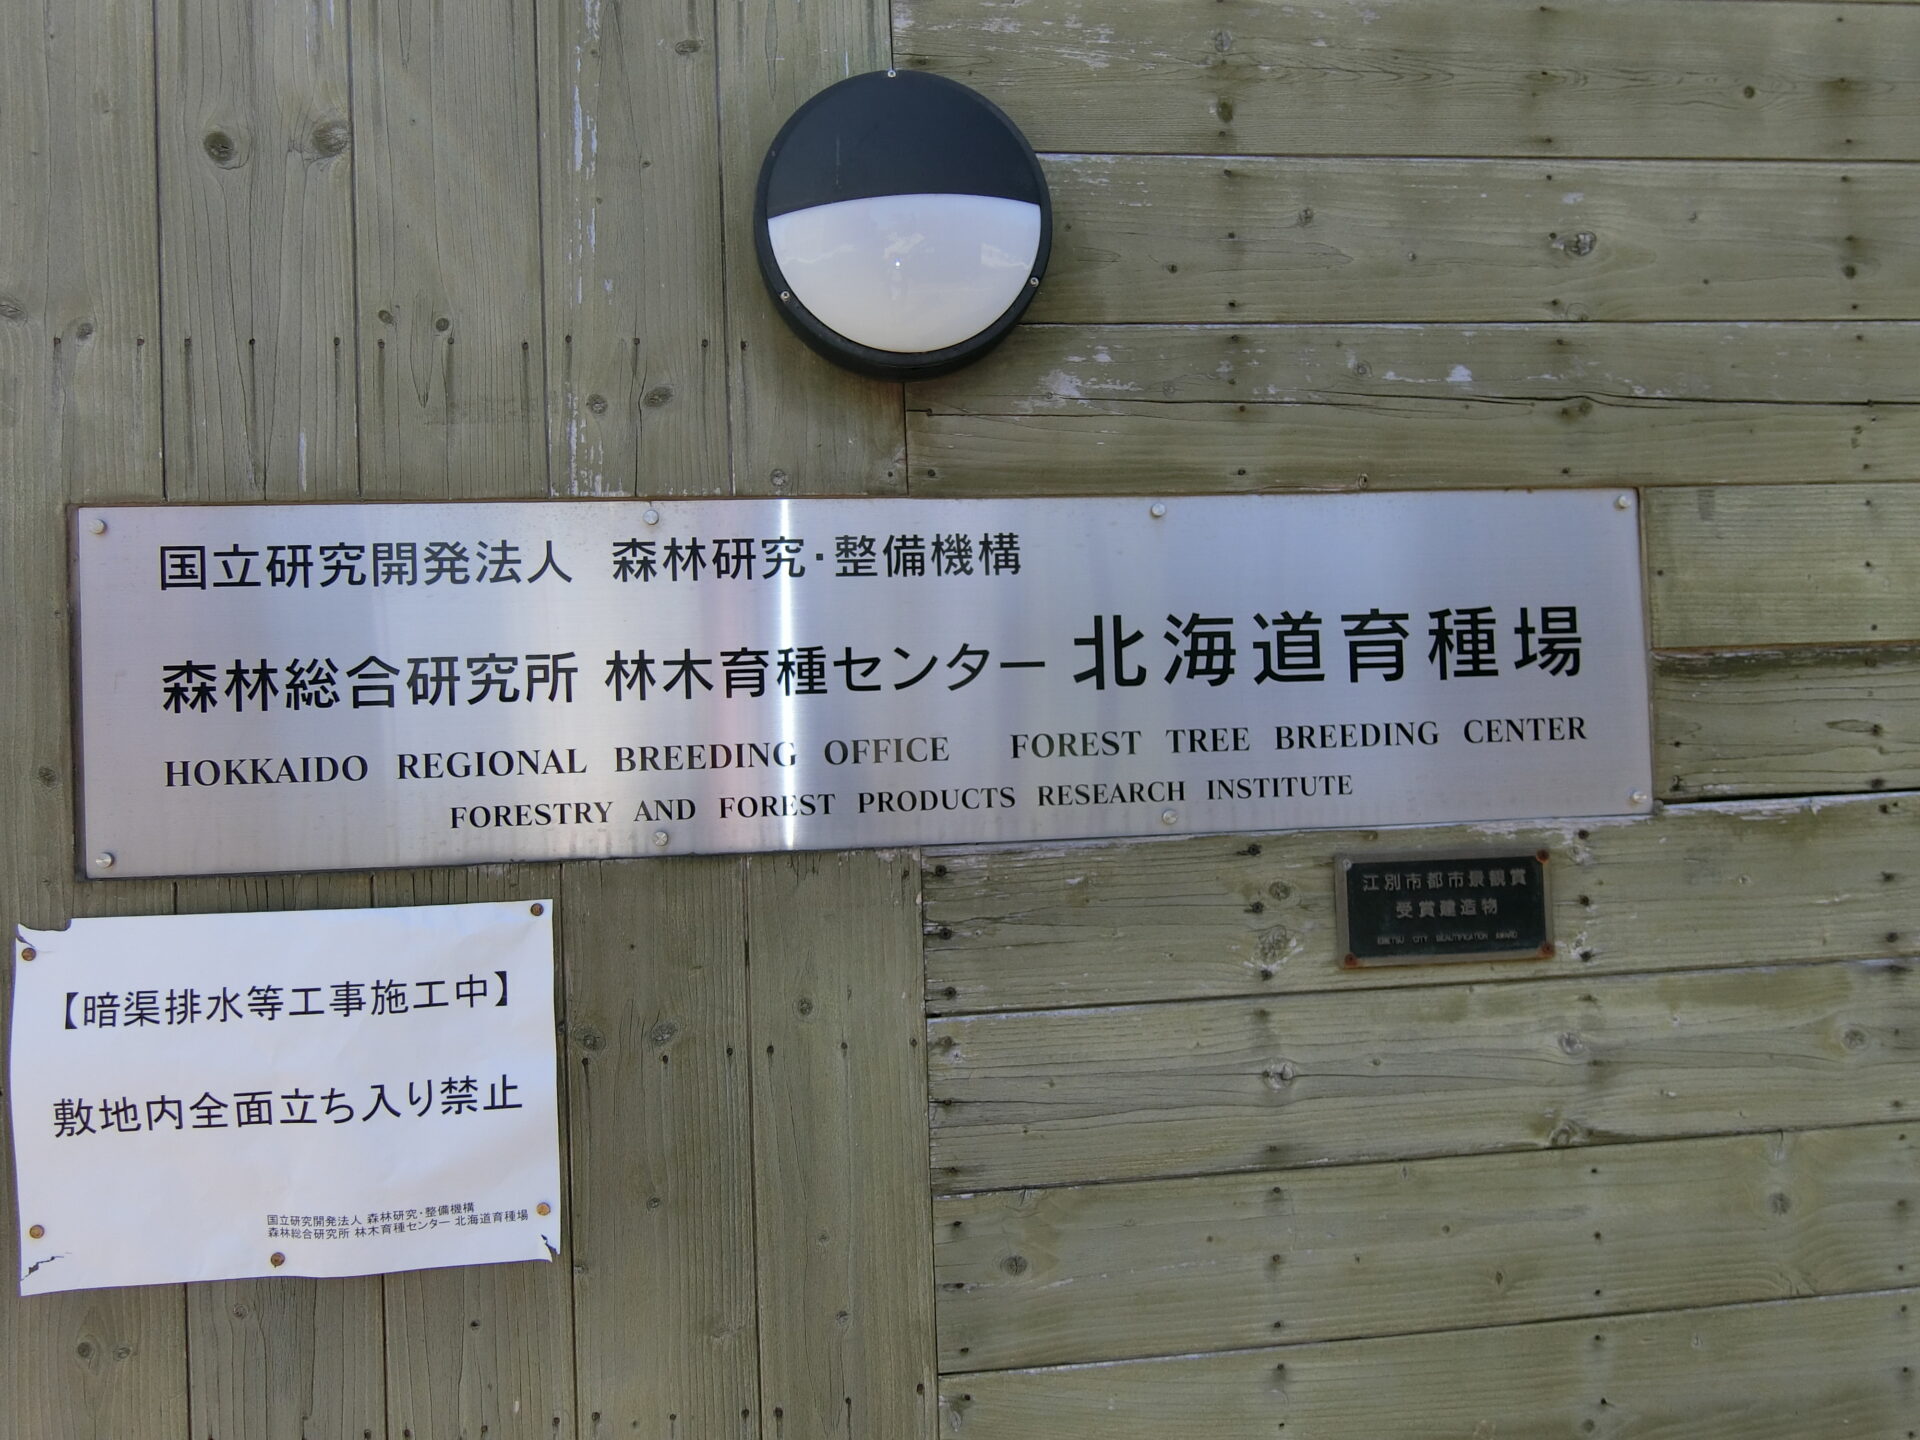 国立研究開発法人 森林研究・整備機構
森林総合研究所 林木育種センター 北海道育種場
HOKKAIDO REGIONAL BREEDING OFFICE FOREST TREE BREEDING CENTER
FORESTRY AND FOREST PRODUCTS RESEARCH INSTITUTE
江別市都市景観賞
受賞建造物
EBETSU CITY BEAUTIFICATION AWARD
【暗渠排水等工事施工中】
敷地内全面立ち入り禁止
国立研究開発法人 森林研究・整備機構
森林総合研究所 林木育種センター 北海道育種場